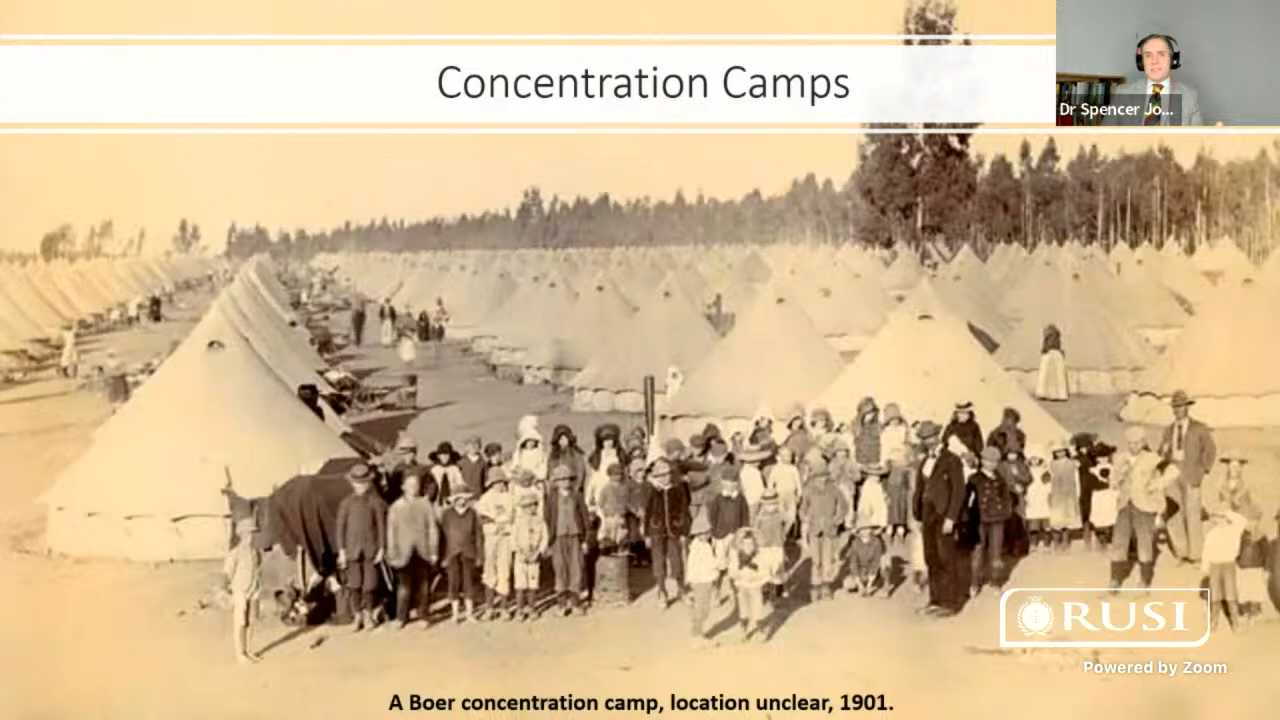 Concentration Camps
Dr Spencer Jo...
RUSI
Powered by Zoom
A Boer concentration camp, location unclear, 1901.